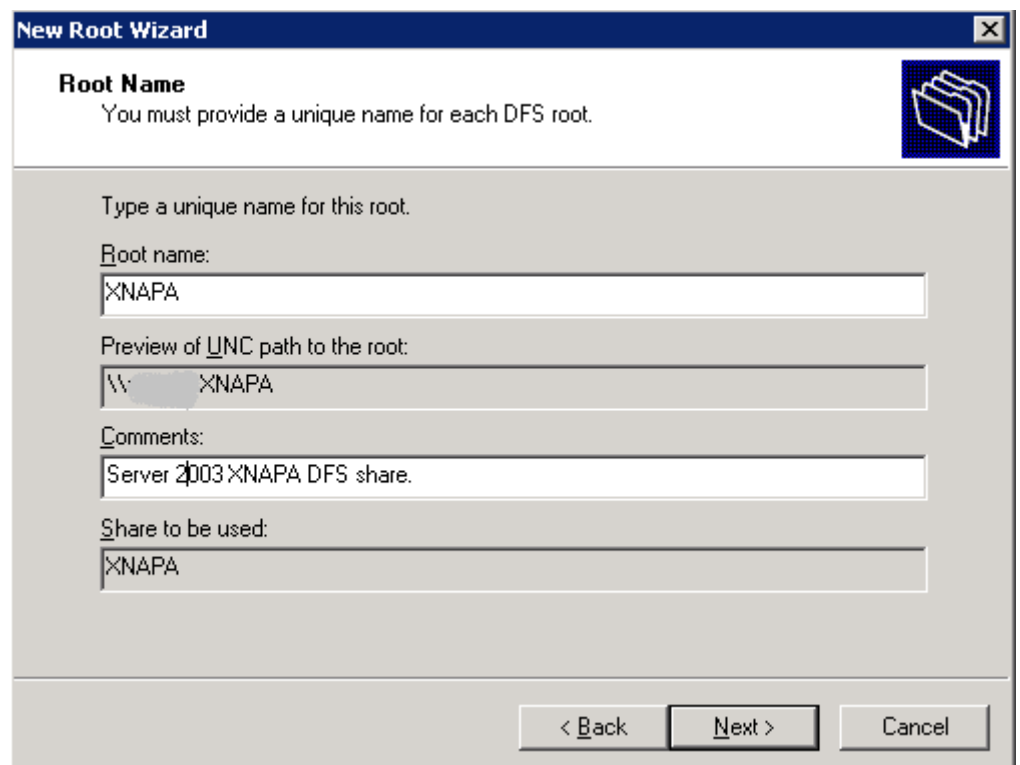 New Root Wizard
Root Name
You must provide a unique name for each DFS root.
Type a unique name for this root.
Root name:
XNAPA
Preview of UNC path to the root:
\\ XNAPA
Comments:
Server 2003 XNAPA DFS share.
Share to be used:
XNAPA
< Back Next > Cancel